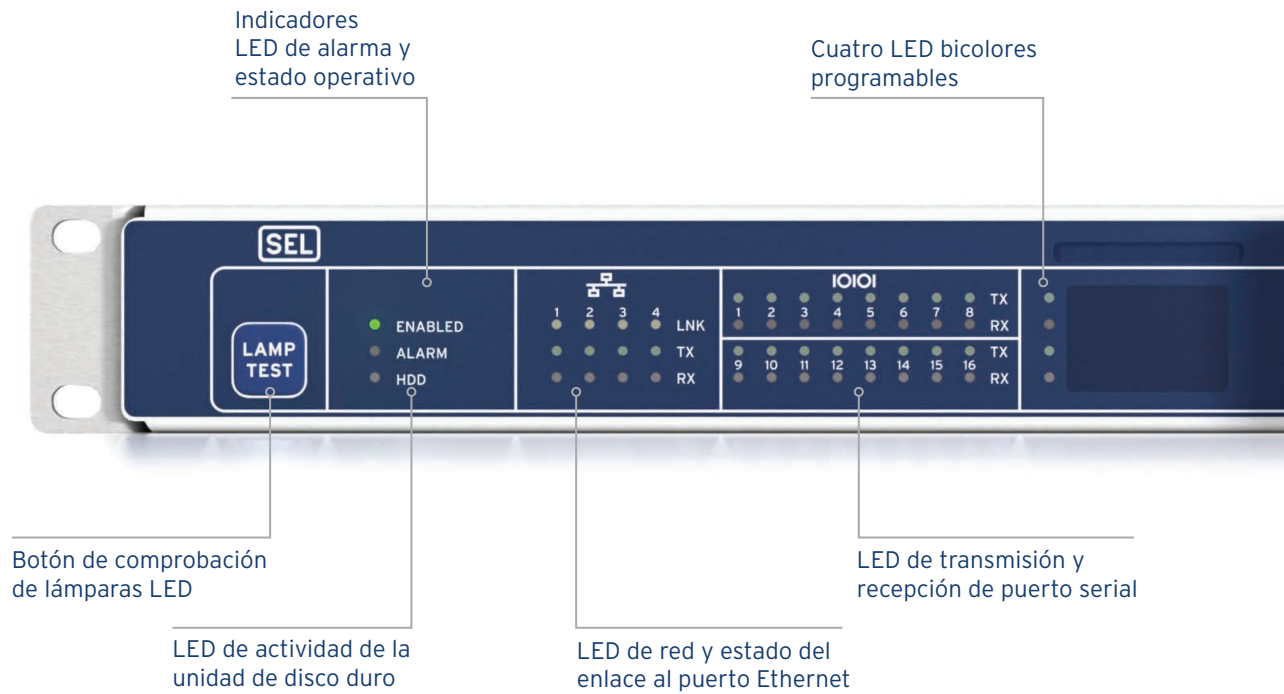 Indicadores
LED de alarma y
estado operativo
Cuatro LED bicolores
programables
SEL
LAMP
TEST
ENABLED
ALARM
HDD
1 2 3 4 LNK
TX
RX
IOIOI
TX
1 2 3 4 5 6 7 8
RX
TX
9 10 11 12 13 14 15 16
RX
Botón de comprobación
de lámparas LED
LED de actividad de la
unidad de disco duro
LED de red y estado del
enlace al puerto Ethernet
LED de transmisión y
recepción de puerto serial